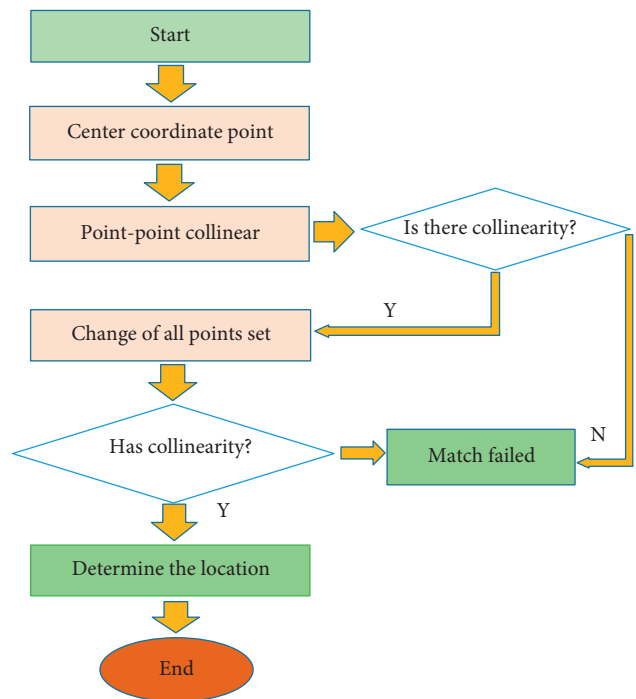 Start
Center coordinate point
Point-point collinear
Is there collinearity?
Y
Change of all points set
Has collinearity?
N
Match failed
Y
Determine the location
End